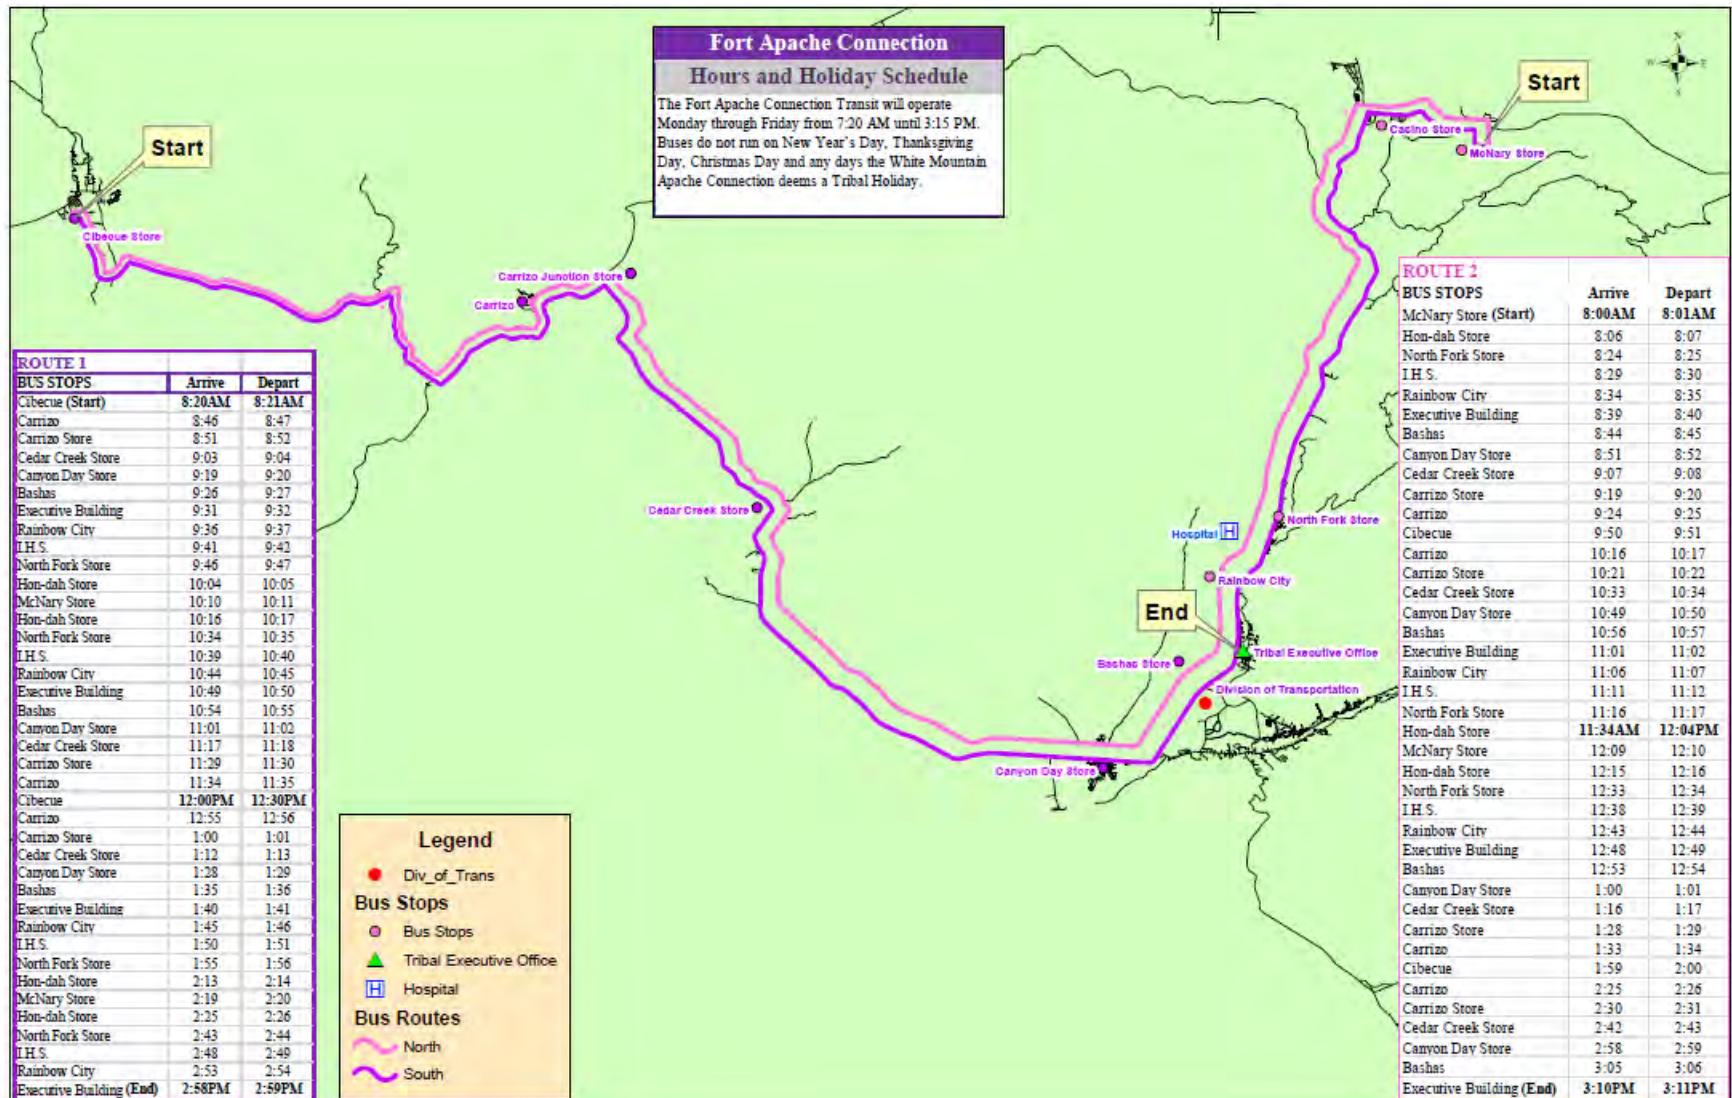 Fort Apache Connection
Hours and Holiday Schedule
The Fort Apache Connection Transit will operate
Monday through Friday from 7:20 AM until 3:15 PM.
Buses do not run on New Year's Day, Thanksgiving
Day, Christmas Day and any days the White Mountain
Apache Connection deems a Tribal Holiday.
N
W E
S
Start
Start
Casino Store
McNary Store
Cibecue Store
Carrizo Junction Store
Carrizo
Cedar Creek Store
North Fork Store
Hospital H
Rainbow City
End
Tribal Executive Office
Bashas Store
Division of Transportation
Canyon Day Store
ROUTE 1
BUS STOPS Arrive Depart
Cibecue (Start) 8:20AM 8:21AM
Carrizo 8:46 8:47
Carrizo Store 8:51 8:52
Cedar Creek Store 9:03 9:04
Canyon Day Store 9:19 9:20
Bashas 9:26 9:27
Executive Building 9:31 9:32
Rainbow City 9:36 9:37
I.H.S. 9:41 9:42
North Fork Store 9:46 9:47
Hon-dah Store 10:04 10:05
McNary Store 10:10 10:11
Hon-dah Store 10:16 10:17
North Fork Store 10:34 10:35
I.H.S. 10:39 10:40
Rainbow City 10:44 10:45
Executive Building 10:49 10:50
Bashas 10:54 10:55
Canyon Day Store 11:01 11:02
Cedar Creek Store 11:17 11:18
Carrizo Store 11:29 11:30
Carrizo 11:34 11:35
Cibecue 12:00PM 12:30PM
Carrizo 12:55 12:56
Carrizo Store 1:00 1:01
Cedar Creek Store 1:12 1:13
Canyon Day Store 1:28 1:29
Bashas 1:35 1:36
Executive Building 1:40 1:41
Rainbow City 1:45 1:46
I.H.S. 1:50 1:51
North Fork Store 1:55 1:56
Hon-dah Store 2:13 2:14
McNary Store 2:19 2:20
Hon-dah Store 2:25 2:26
North Fork Store 2:43 2:44
I.H.S. 2:48 2:49
Rainbow City 2:53 2:54
Executive Building (End) 2:58PM 2:59PM
Legend
Div_of_Trans
Bus Stops
Bus Stops
Tribal Executive Office
H Hospital
Bus Routes
North
South
ROUTE 2
BUS STOPS Arrive Depart
McNary Store (Start) 8:00AM 8:01AM
Hon-dah Store 8:06 8:07
North Fork Store 8:24 8:25
I.H.S. 8:29 8:30
Rainbow City 8:34 8:35
Executive Building 8:39 8:40
Bashas 8:44 8:45
Canyon Day Store 8:51 8:52
Cedar Creek Store 9:07 9:08
Carrizo Store 9:19 9:20
Carrizo 9:24 9:25
Cibecue 9:50 9:51
Carrizo 10:16 10:17
Carrizo Store 10:21 10:22
Cedar Creek Store 10:33 10:34
Canyon Day Store 10:49 10:50
Bashas 10:56 10:57
Executive Building 11:01 11:02
Rainbow City 11:06 11:07
I.H.S. 11:11 11:12
North Fork Store 11:16 11:17
Hon-dah Store 11:34AM 12:04PM
McNary Store 12:09 12:10
Hon-dah Store 12:15 12:16
North Fork Store 12:33 12:34
I.H.S. 12:38 12:39
Rainbow City 12:43 12:44
Executive Building 12:48 12:49
Bashas 12:53 12:54
Canyon Day Store 1:00 1:01
Cedar Creek Store 1:16 1:17
Carrizo Store 1:28 1:29
Carrizo 1:33 1:34
Cibecue 1:59 2:00
Carrizo 2:25 2:26
Carrizo Store 2:30 2:31
Cedar Creek Store 2:42 2:43
Canyon Day Store 2:58 2:59
Bashas 3:05 3:06
Executive Building (End) 3:10PM 3:11PM